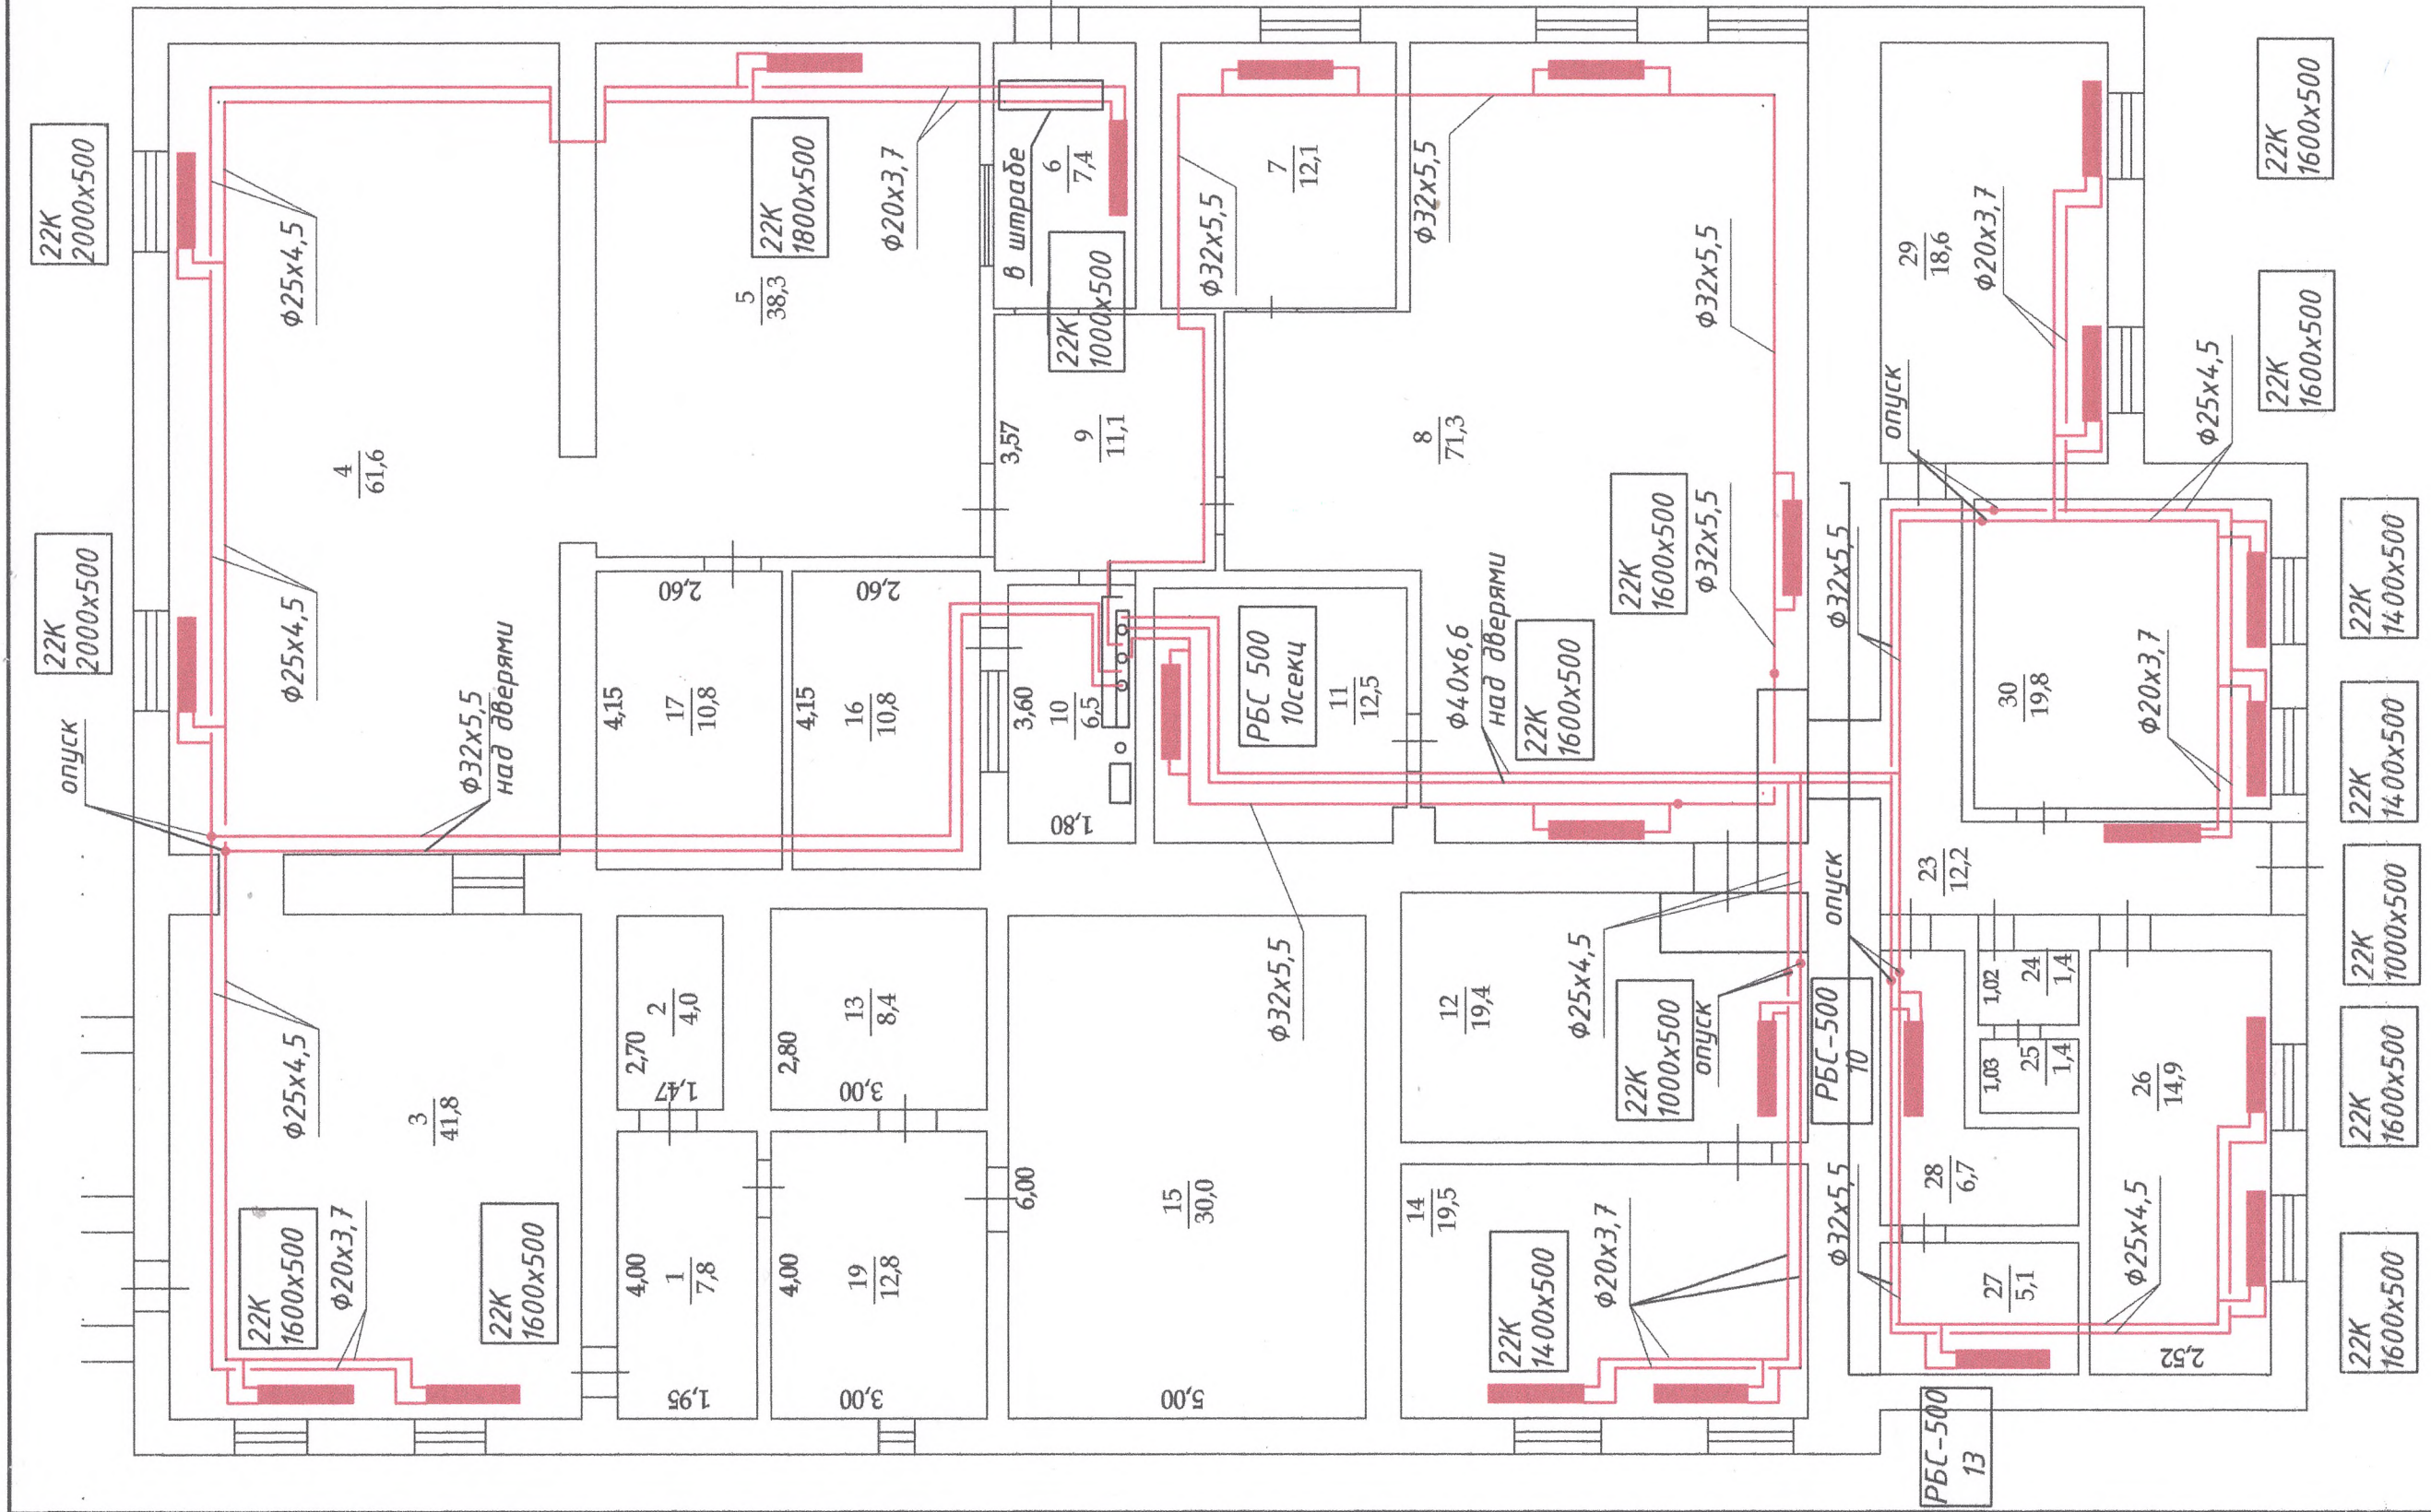 22К
2000х500
22К
2000х500
опуск
ф25х4,5
4
61,6
ф25х4,5
ф32х5,5
над дверями
ф25х4,5
3
41,8
22К
1600х500
ф20х3,7
22К
1600х500
22К
1800х500
5
38,3
ф20х3,7
2,60
4,15
17
10,8
2,60
4,15
16
10,8
2,70
2
4,0
1,47
2,80
13
8,4
3,00
4,00
1
7,8
1,95
4,00
19
12,8
3,00
в штрабе
6
7,4
22К
1000х500
3,57
9
11,1
3,60
10
6,5
1,80
6,00
15
30,0
5,00
7
12,1
ф32х5,5
ф32х5,5
8
71,3
ф32х5,5
22К
1600х500
ф32х5,5
РБС 500
10секц
11
12,5
ф40х6,6
над дверями
22К
1600х500
ф32х5,5
12
19,4
ф25х4,5
22К
1000х500
опуск
14
19,5
22К
1400х500
ф20х3,7
опуск
РБС-500
10
ф32х5,5
ф32х5,5
29
18,6
ф20х3,7
опуск
ф25х4,5
30
19,8
ф20х3,7
23
12,2
1,02
24
1,4
1,03
25
1,4
26
14,9
28
6,7
27
5,1
ф25х4,5
2,52
РБС-500
13
22К
1600х500
22К
1600х500
22К
1400х500
22К
1400х500
22К
1000х500
22К
1600х500
22К
1600х500